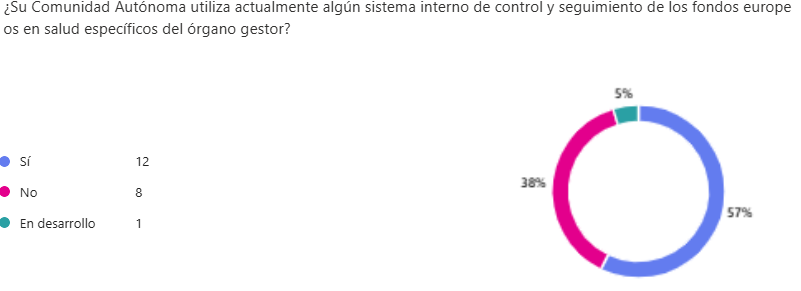 ¿Su Comunidad Autónoma utiliza actualmente algún sistema interno de control y seguimiento de los fondos europe
os en salud específicos del órgano gestor?
5%
Sí 12
38%
No 8
57%
En desarrollo 1